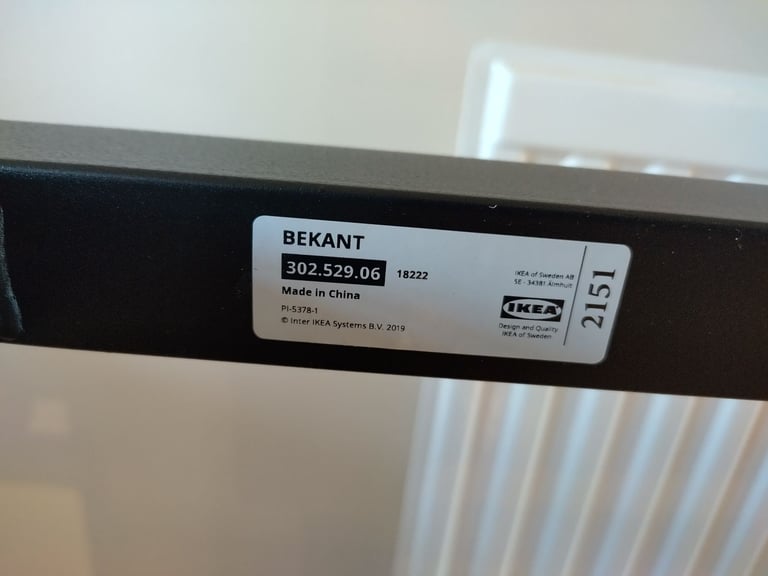 BEKANT
302.529.06 18222
Made in China
PI-5378-1
© Inter IKEA Systems B.V. 2019
IKEA of Sweden AB
SE - 34381 Älmhult
IKEA
Design and Quality
IKEA of Sweden
2151